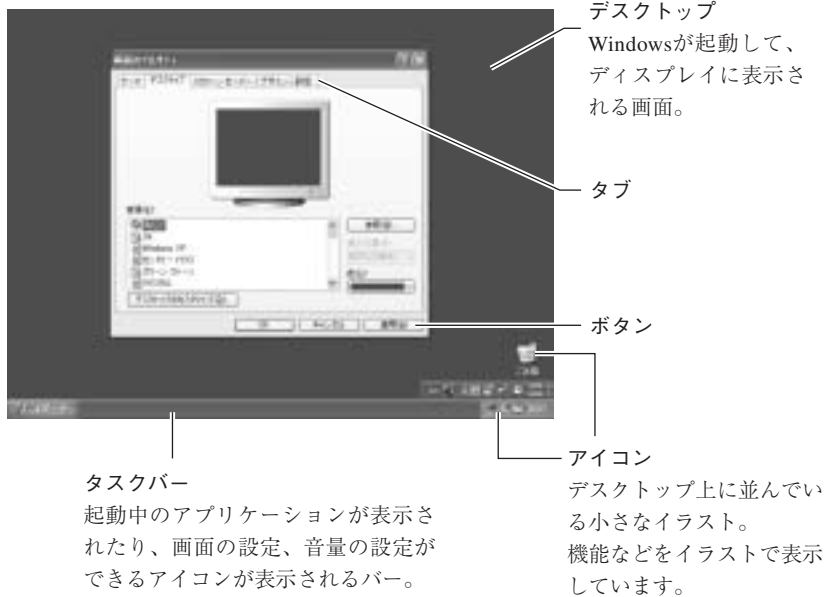 デスクトップ
Windowsが起動して、
ディスプレイに表示さ
れる画面。
タブ
ボタン
アイコン
デスクトップ上に並んでい
る小さなイラスト。
機能などをイラストで表示
しています。
タスクバー
起動中のアプリケーションが表示さ
れたり、画面の設定、音量の設定が
できるアイコンが表示されるバー。